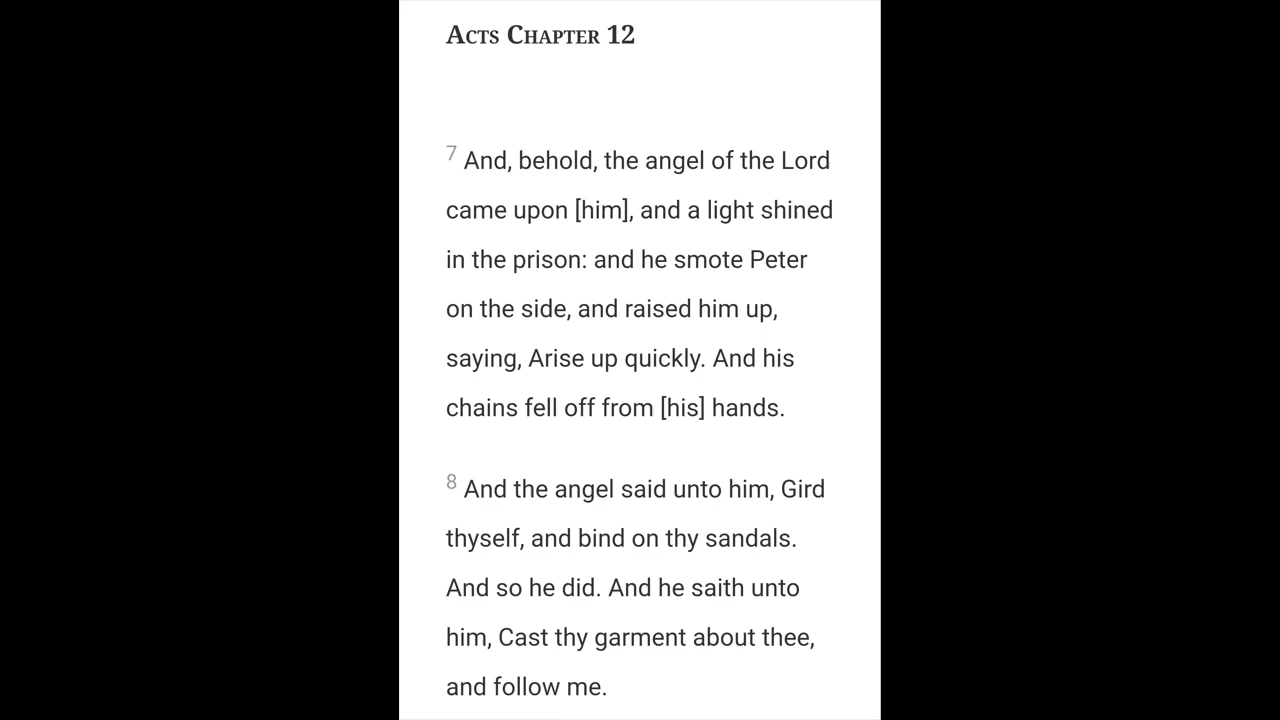 Acts Chapter 12
7 And, behold, the angel of the Lord
came upon [him], and a light shined
in the prison: and he smote Peter
on the side, and raised him up,
saying, Arise up quickly. And his
chains fell off from [his] hands.
8 And the angel said unto him, Gird
thyself, and bind on thy sandals.
And so he did. And he saith unto
him, Cast thy garment about thee,
and follow me.